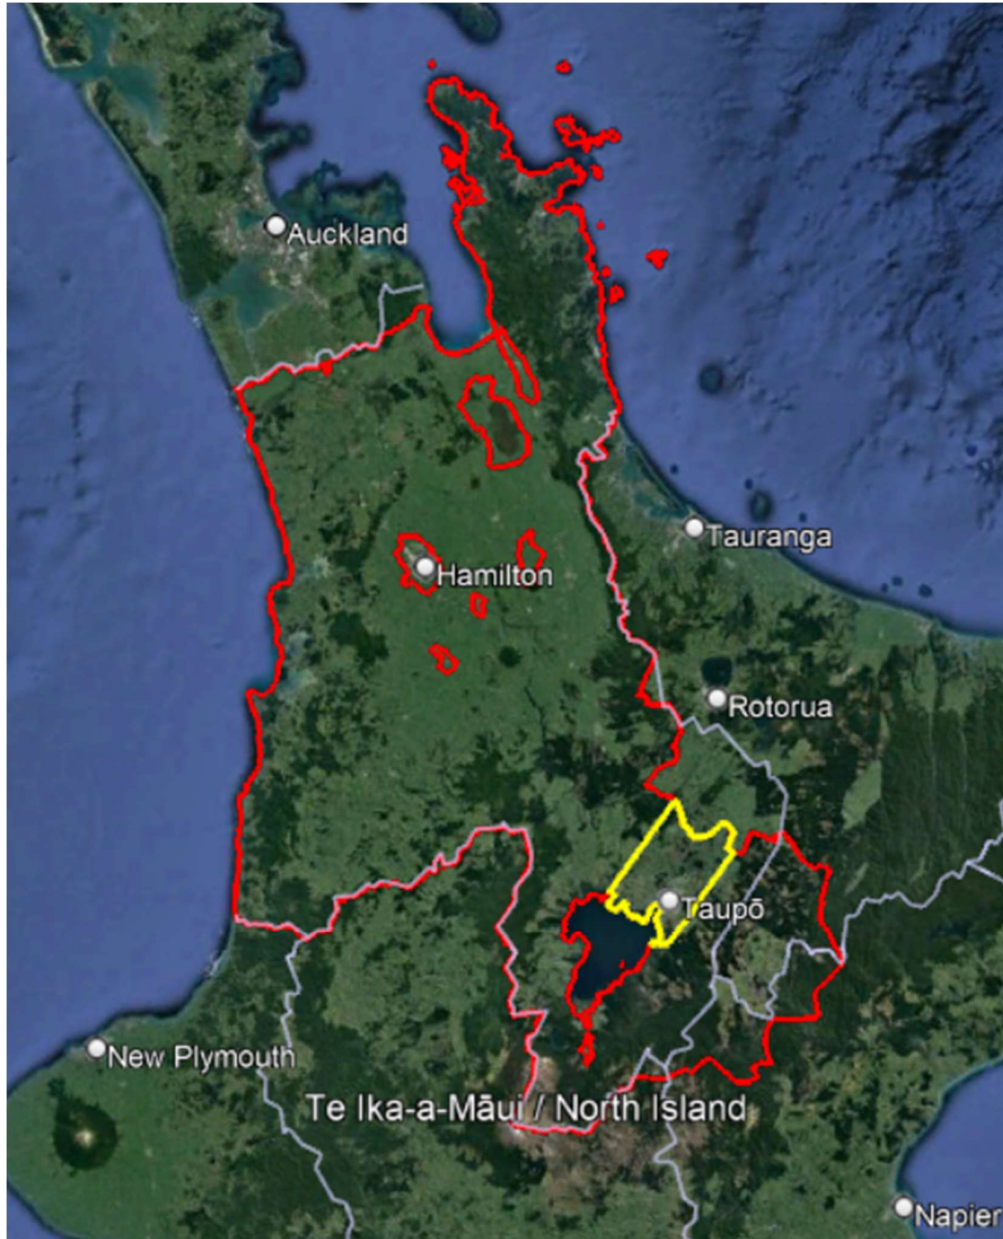 Auckland
Tauranga
Hamilton
Rotorua
Taupō
New Plymouth
Te Ika-a-Māui / North Island
Napier